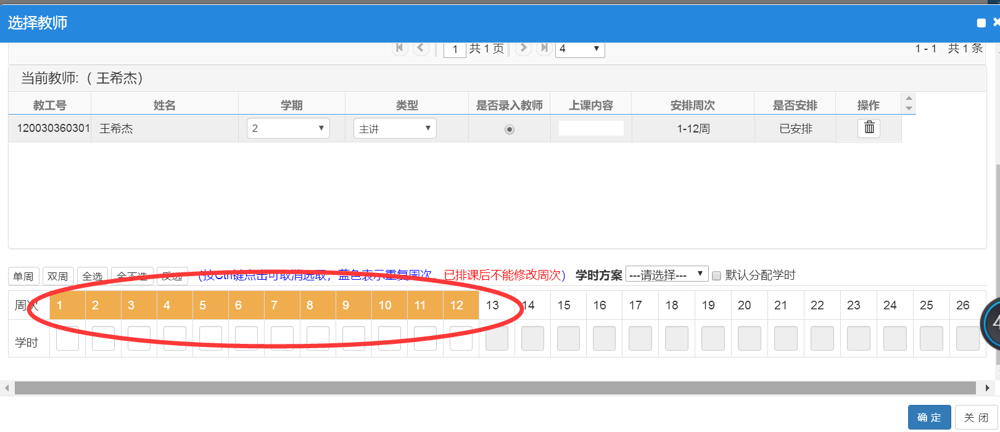 选择教师
1 共 1 页 4 1 - 1 共 1 条
当前教师:（ 王希杰）
教工号 姓名 学期 类型 是否录入教师 上课内容 安排周次 是否安排 操作
120030360301 王希杰 2 主讲 1-12周 已安排
单周 双周 全选 全不选 反选 （按Ctrl键点击可取消选取，蓝色表示重复周次，已排课后不能修改周次） 学时方案 ---请选择--- 默认分配学时
周次 1 2 3 4 5 6 7 8 9 10 11 12 13 14 15 16 17 18 19 20 21 22 23 24 25 26
学时
4
确 定 关 闭